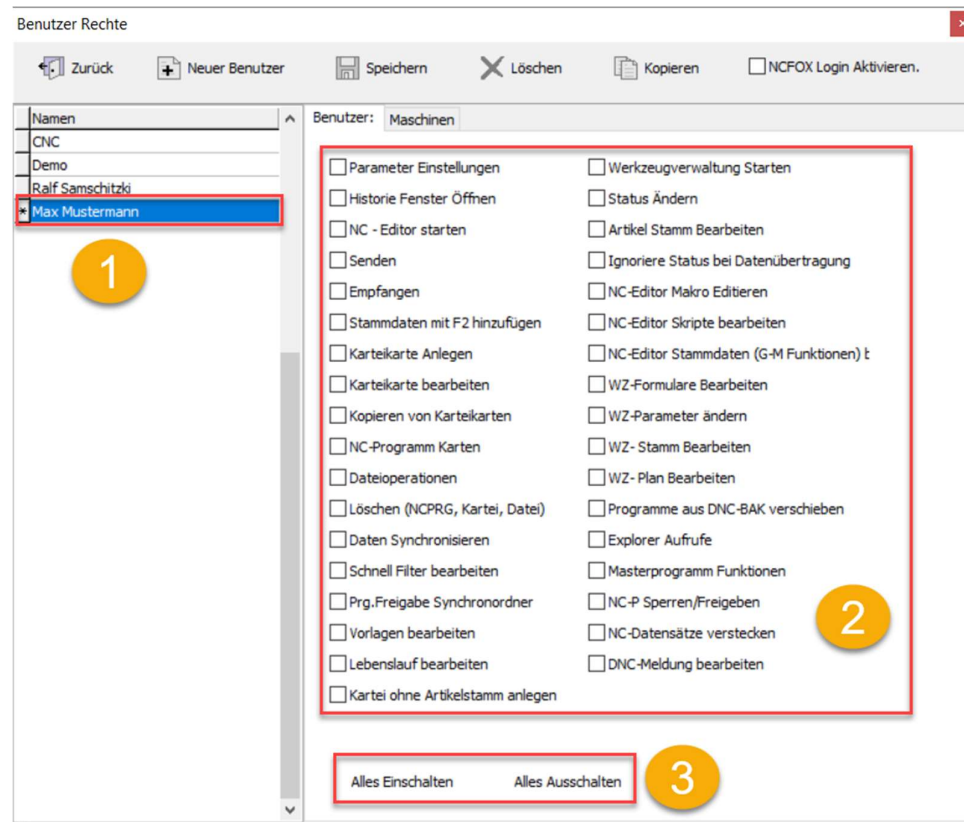 Benutzer Rechte
Zurück Neuer Benutzer Speichern Löschen Kopieren NCFOX Login Aktivieren.
Namen
CNC
Demo
Ralf Samschitzki
* Max Mustermann
1
Benutzer: Maschinen
Parameter Einstellungen
Historie Fenster Öffnen
NC - Editor starten
Senden
Empfangen
Stammdaten mit F2 hinzufügen
Karteikarte Anlegen
Karteikarte bearbeiten
Kopieren von Karteikarten
NC-Programm Karten
Dateioperationen
Löschen (NCPRG, Kartei, Datei)
Daten Synchronisieren
Schnell Filter bearbeiten
Prg.Freigabe Synchronordner
Vorlagen bearbeiten
Lebenslauf bearbeiten
Kartei ohne Artikelstamm anlegen
Werkzeugverwaltung Starten
Status Ändern
Artikel Stamm Bearbeiten
Ignoriere Status bei Datenübertragung
NC-Editor Makro Editieren
NC-Editor Skripte bearbeiten
NC-Editor Stammdaten (G-M Funktionen) b
WZ-Formulare Bearbeiten
WZ-Parameter ändern
WZ- Stamm Bearbeiten
WZ- Plan Bearbeiten
Programme aus DNC-BAK verschieben
Explorer Aufrufe
Masterprogramm Funktionen
NC-P Sperren/Freigeben
NC-Datensätze verstecken
DNC-Meldung bearbeiten
2
Alles Einschalten Alles Ausschalten
3